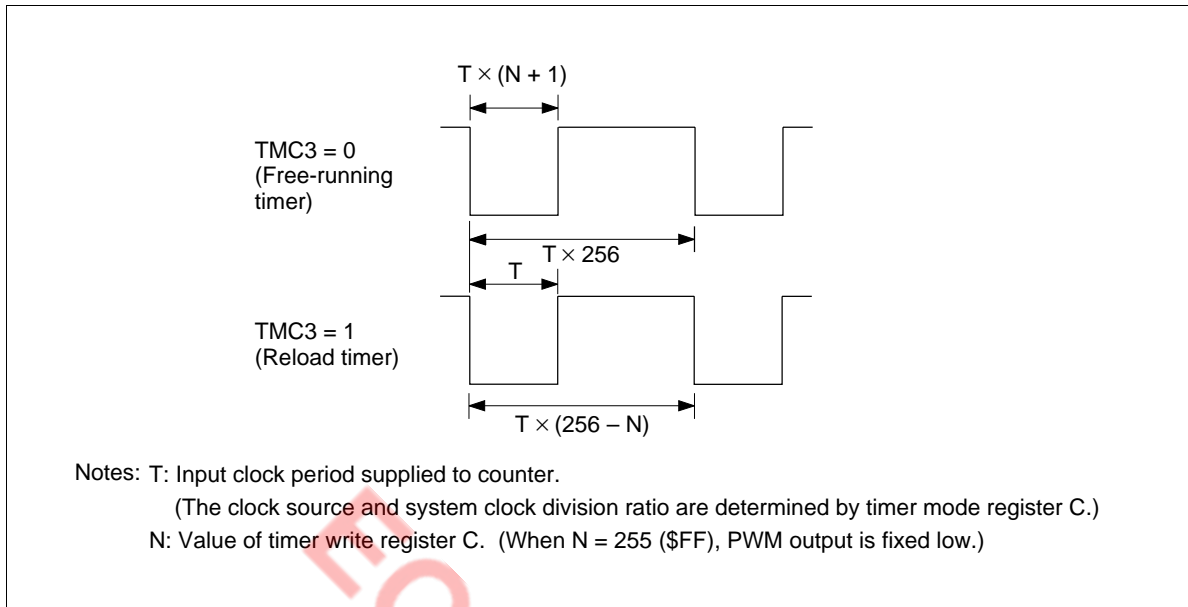 T × (N + 1)
TMC3 = 0
(Free-running
timer)
T × 256
T
TMC3 = 1
(Reload timer)
T × (256 – N)
Notes: T: Input clock period supplied to counter.
(The clock source and system clock division ratio are determined by timer mode register C.)
N: Value of timer write register C. (When N = 255 ($FF), PWM output is fixed low.)